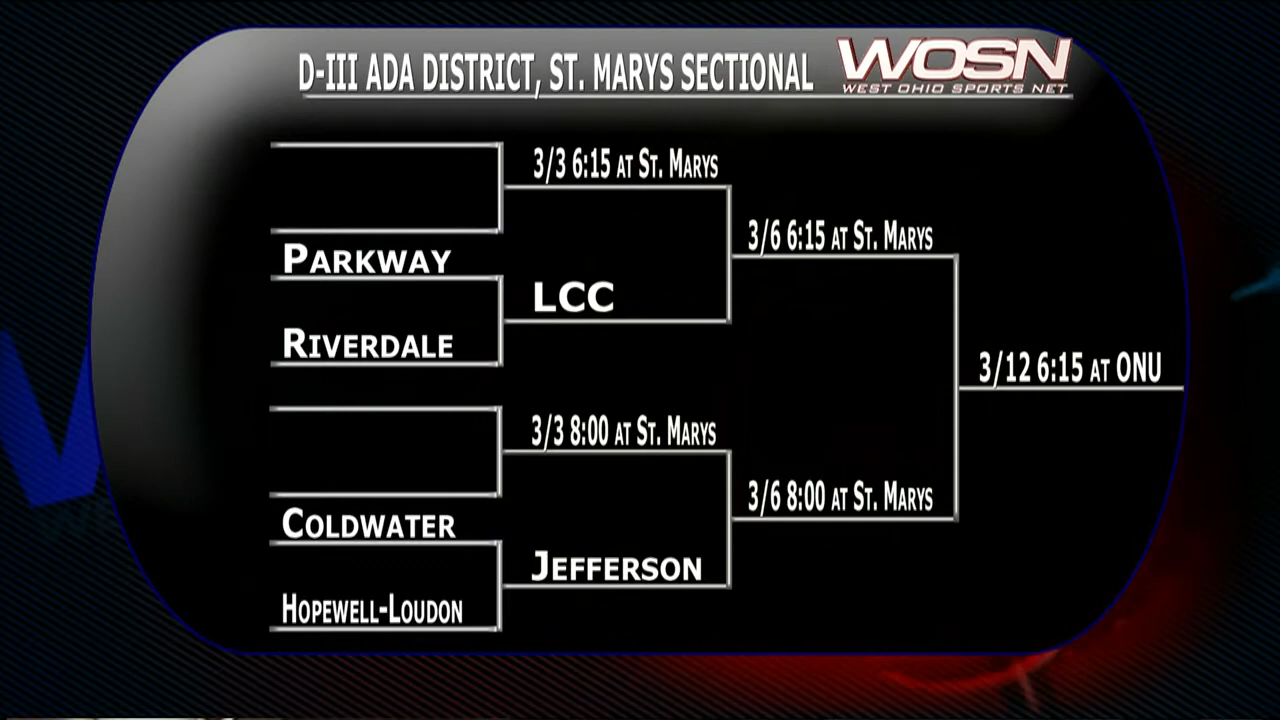 D-III ADA DISTRICT, ST. MARYS SECTIONAL
WOSN
WEST OHIO SPORTS NET
3/3 6:15 AT ST. MARYS
3/6 6:15 AT ST. MARYS
PARKWAY
LCC
RIVERDALE
3/12 6:15 AT ONU
3/3 8:00 AT ST. MARYS
3/6 8:00 AT ST. MARYS
COLDWATER
JEFFERSON
HOPEWELL-LOUDON